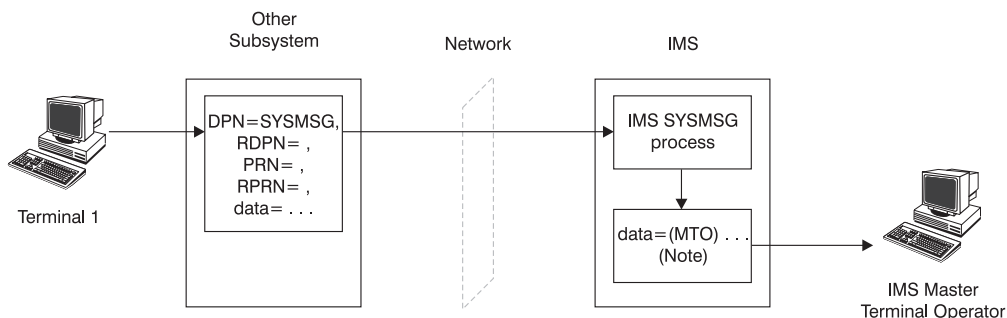 Other
Subsystem
Network
IMS
DPN=SYSMSG,
RDPN= ,
PRN= ,
RPRN= ,
data= . . .
IMS SYSMSG
process
data=(MTO) . . .
(Note)
Terminal 1
IMS Master
Terminal Operator